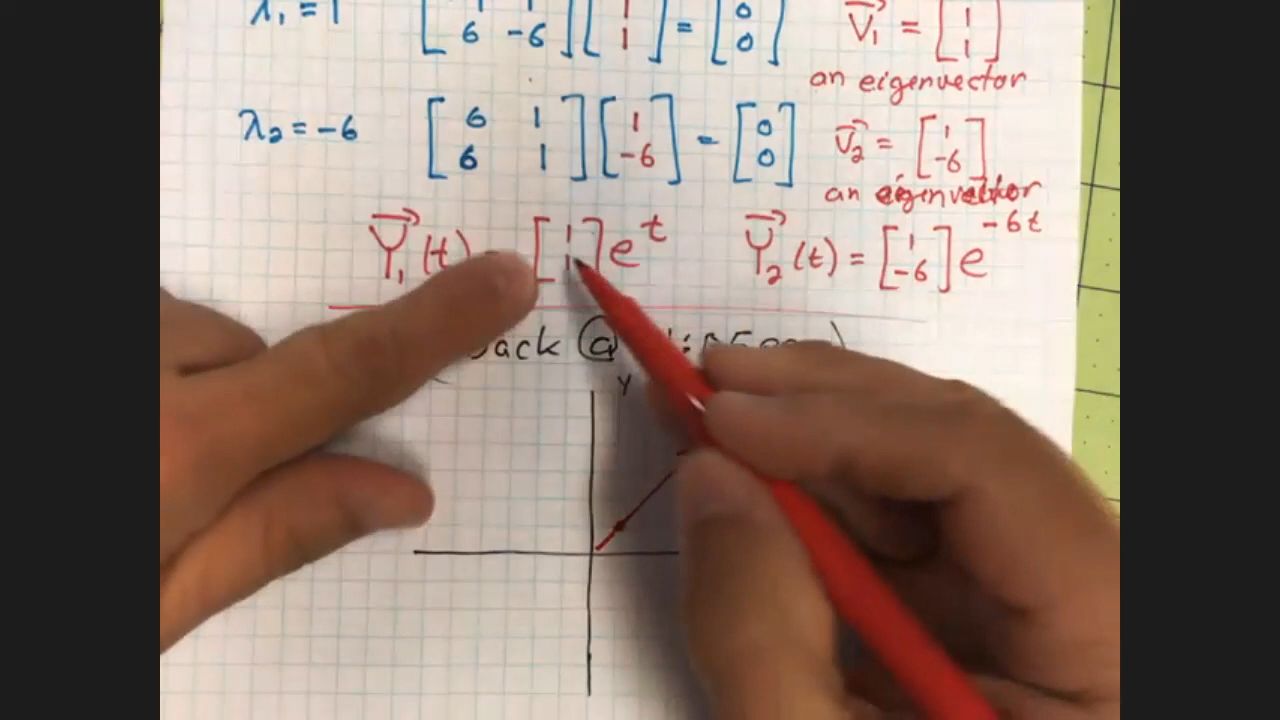 λ₁ = 1 [ 6 -6 ] [ 1 ] = [ 0 0 ] V₁ = [ 1 1 ]
an eigenvector
λ₂ = -6 [ 6 1 6 1 ] [ 1 -6 ] = [ 0 0 ] V₂ = [ 1 -6 ]
an eigenvector
Y₁(t) = [ 1 1 ] e^t Y₂(t) = [ 1 -6 ] e^-6t
back @
y